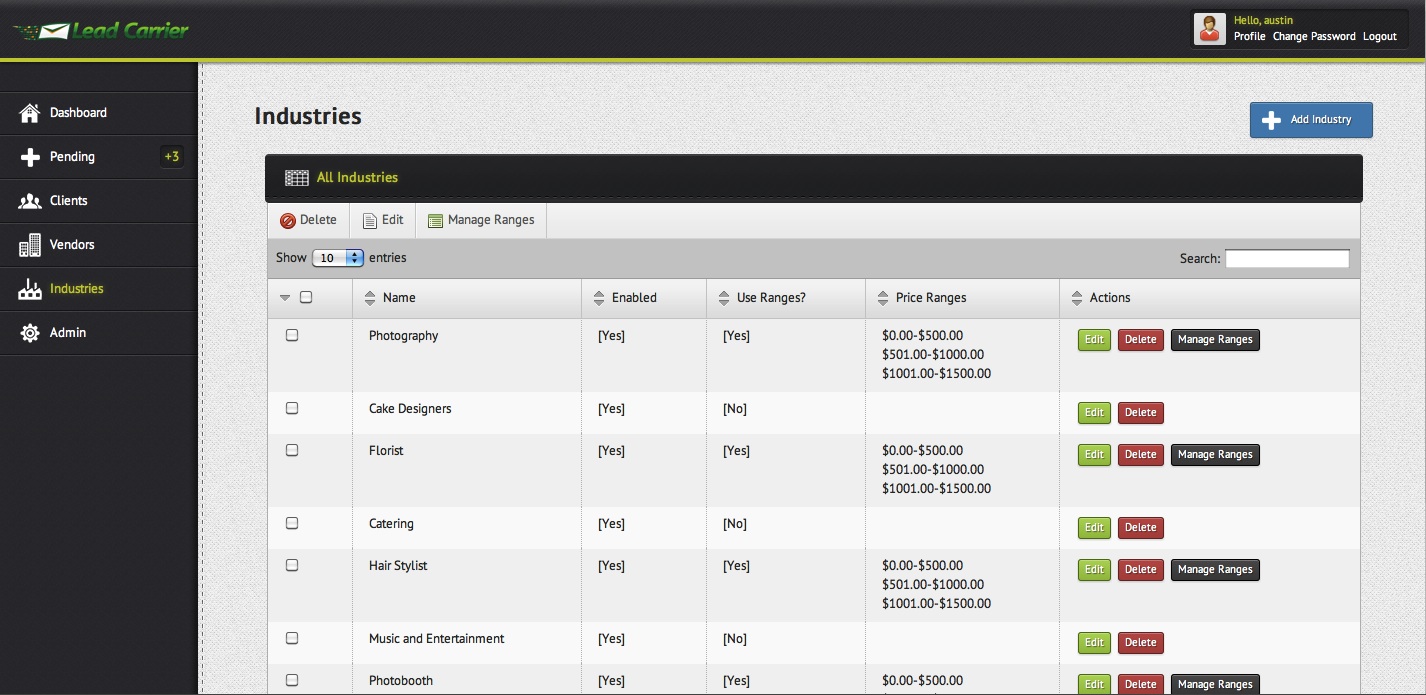 Lead Carrier
Hello, austin
Profile Change Password Logout
Dashboard
Pending +3
Clients
Vendors
Industries
Admin
Industries
Add Industry
All Industries
Delete Edit Manage Ranges
Show 10 entries Search:
Name Enabled Use Ranges? Price Ranges Actions
Photography [Yes] [Yes] $0.00-$500.00 Edit Delete Manage Ranges
$501.00-$1000.00
$1001.00-$1500.00
Cake Designers [Yes] [No] Edit Delete
Florist [Yes] [Yes] $0.00-$500.00 Edit Delete Manage Ranges
$501.00-$1000.00
$1001.00-$1500.00
Catering [Yes] [No] Edit Delete
Hair Stylist [Yes] [Yes] $0.00-$500.00 Edit Delete Manage Ranges
$501.00-$1000.00
$1001.00-$1500.00
Music and Entertainment [Yes] [No] Edit Delete
Photobooth [Yes] [Yes] $0.00-$500.00 Edit Delete Manage Ranges